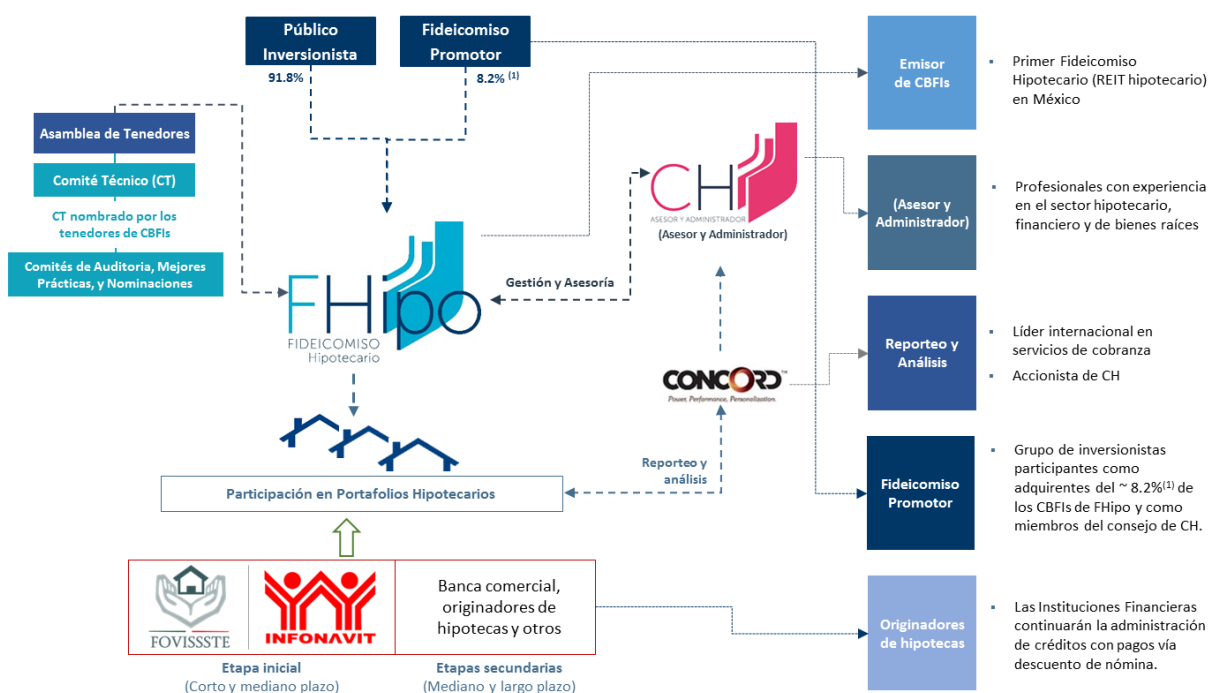 Público
Inversionista
91.8%
Fideicomiso
Promotor
8.2% (1)
Asamblea de Tenedores
Comité Técnico (CT)
CT nombrado por los
tenedores de CBFIs
Comités de Auditoria, Mejores
Prácticas, y Nominaciones
FHipo
FIDEICOMISO
Hipotecario
Gestión y Asesoría
CH
ASESOR Y ADMINISTRADOR
(Asesor y Administrador)
CONCORD
Power, Performance, Personalization.
Reporteo y
análisis
Participación en Portafolios Hipotecarios
FOVISSSTE
INFONAVIT
Banca comercial,
originadores de
hipotecas y otros
Etapa inicial
(Corto y mediano plazo)
Etapas secundarias
(Mediano y largo plazo)
Emisor
de CBFIs
▪ Primer Fideicomiso
Hipotecario (REIT hipotecario)
en México
(Asesor y
Administrador)
▪ Profesionales con experiencia
en el sector hipotecario,
financiero y de bienes raíces
Reporteo y
Análisis
▪ Líder internacional en
servicios de cobranza
▪ Accionista de CH
Fideicomiso
Promotor
▪ Grupo de inversionistas
participantes como
adquirentes del ~ 8.2%(1) de
los CBFIs de FHipo y como
miembros del consejo de CH.
Originadores
de hipotecas
▪ Las Instituciones Financieras
continuarán la administración
de créditos con pagos vía
descuento de nómina.